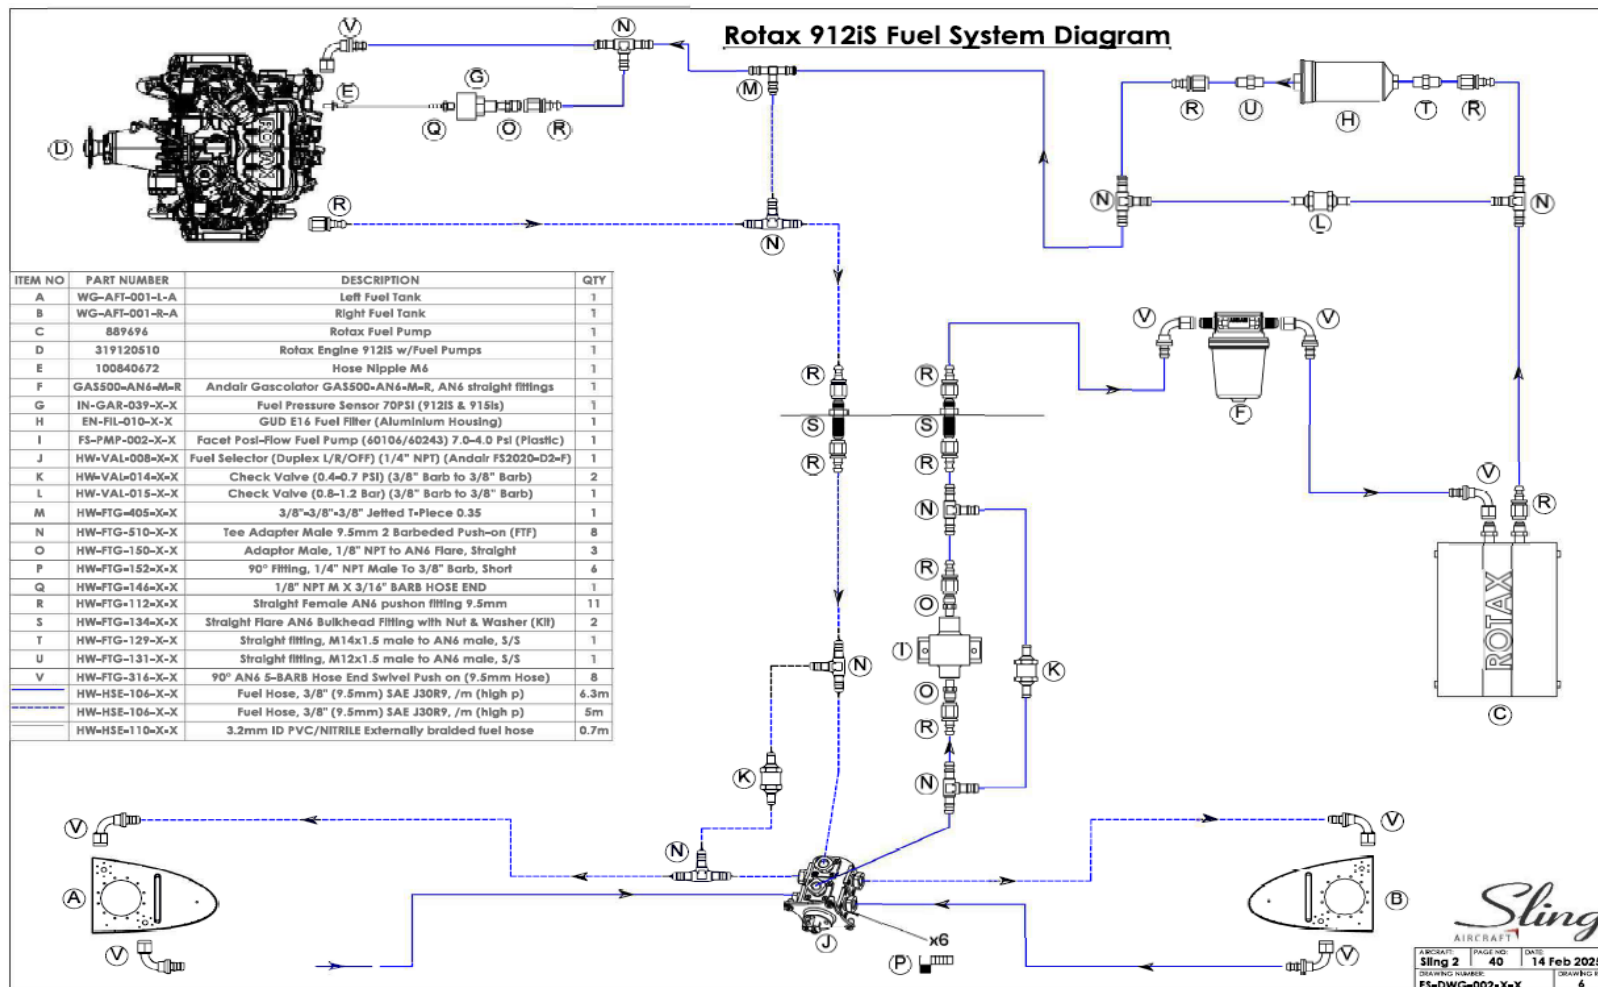 Rotax 912iS Fuel System Diagram
V
N
G
M
E
Q
O
R
D
R
U
H
T
R
R
N
N
L
N
ITEM NO PART NUMBER DESCRIPTION QTY
A WG-AFT-001-L-A Left Fuel Tank 1
B WG-AFT-001-R-A Right Fuel Tank 1
C 889696 Rotax Fuel Pump 1
D 319120510 Rotax Engine 912iS w/Fuel Pumps 1
E 100840672 Hose Nipple M6 1
F GAS500-AN6-M-R Andair Gascolator GAS500-AN6-M-R, AN6 straight fittings 1
G IN-GAR-039-X-X Fuel Pressure Sensor 70PSI (912iS & 915is) 1
H EN-FIL-010-X-X GUD E16 Fuel Filter (Aluminium Housing) 1
I FS-PMP-002-X-X Facet Posi-Flow Fuel Pump (60106/60243) 7.0-4.0 Psi (Plastic) 1
J HW-VAL-008-X-X Fuel Selector (Duplex L/R/OFF) (1/4" NPT) (Andair FS2020-D2-F) 1
K HW-VAL-014-X-X Check Valve (0.4-0.7 PSI) (3/8" Barb to 3/8" Barb) 2
L HW-VAL-015-X-X Check Valve (0.8-1.2 Bar) (3/8" Barb to 3/8" Barb) 1
M HW-FTG-405-X-X 3/8"-3/8"-3/8" Jetted T-Piece 0.35 1
N HW-FTG-510-X-X Tee Adapter Male 9.5mm 2 Barbeded Push-on (FTF) 8
O HW-FTG-150-X-X Adaptor Male, 1/8" NPT to AN6 Flare, Straight 3
P HW-FTG-152-X-X 90° Fitting, 1/4" NPT Male To 3/8" Barb, Short 6
Q HW-FTG-146-X-X 1/8" NPT M X 3/16" BARB HOSE END 1
R HW-FTG-112-X-X Straight Female AN6 pushon fitting 9.5mm 11
S HW-FTG-134-X-X Straight Flare AN6 Bulkhead Fitting with Nut & Washer (Kit) 2
T HW-FTG-129-X-X Straight fitting, M14x1.5 male to AN6 male, S/S 1
U HW-FTG-131-X-X Straight fitting, M12x1.5 male to AN6 male, S/S 1
V HW-FTG-316-X-X 90° AN6 5-BARB Hose End Swivel Push on (9.5mm Hose) 8
HW-HSE-106-X-X Fuel Hose, 3/8" (9.5mm) SAE J30R9, /m (high p) 6.3m
HW-HSE-106-X-X Fuel Hose, 3/8" (9.5mm) SAE J30R9, /m (high p) 5m
HW-HSE-110-X-X 3.2mm ID PVC/NITRILE Externally braided fuel hose 0.7m
V
V
F
R
R
S
S
R
R
V
R
N
R
O
I
K
O
R
N
N
ROTAX
C
K
N
V
V
A
B
V
V
J
x6
P
Sling
AIRCRAFT
AIRCRAFT: PAGE NO: DATE:
Sling 2 40 14 Feb 2025
DRAWING NUMBER:
FS-DWG-002-X-X 6